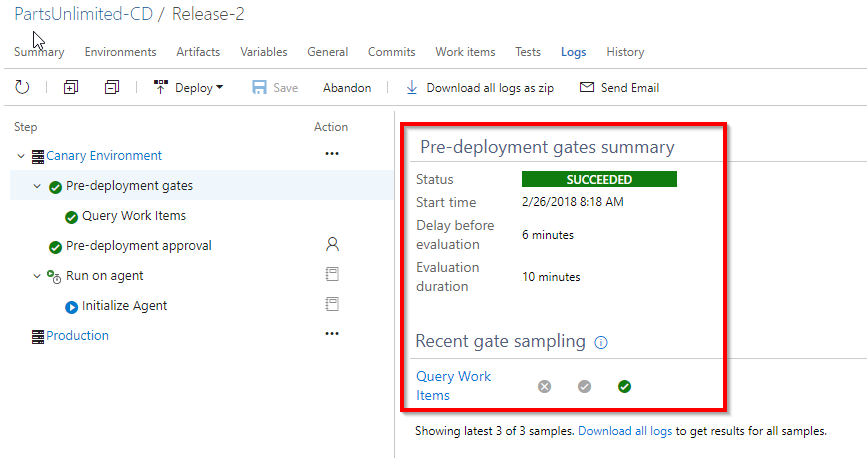 PartsUnlimited-CD / Release-2
Summary Environments Artifacts Variables General Commits Work items Tests Logs History
Deploy Save Abandon Download all logs as zip Send Email
Step Action
Canary Environment
Pre-deployment gates
Query Work Items
Pre-deployment approval
Run on agent
Initialize Agent
Production
Pre-deployment gates summary
Status SUCCEEDED
Start time 2/26/2018 8:18 AM
Delay before
evaluation 6 minutes
Evaluation
duration 10 minutes
Recent gate sampling
Query Work
Items
Showing latest 3 of 3 samples. Download all logs to get results for all samples.